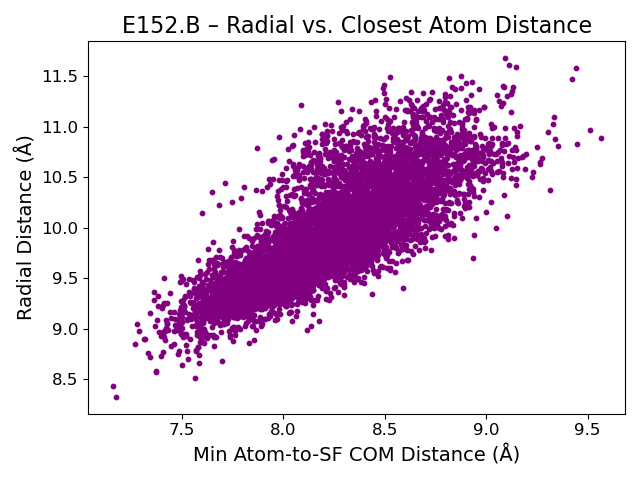 E152.B – Radial vs. Closest Atom Distance
11.5
11.0
10.5
10.0
9.5
9.0
8.5
Radial Distance (Å)
7.5 8.0 8.5 9.0 9.5
Min Atom-to-SF COM Distance (Å)